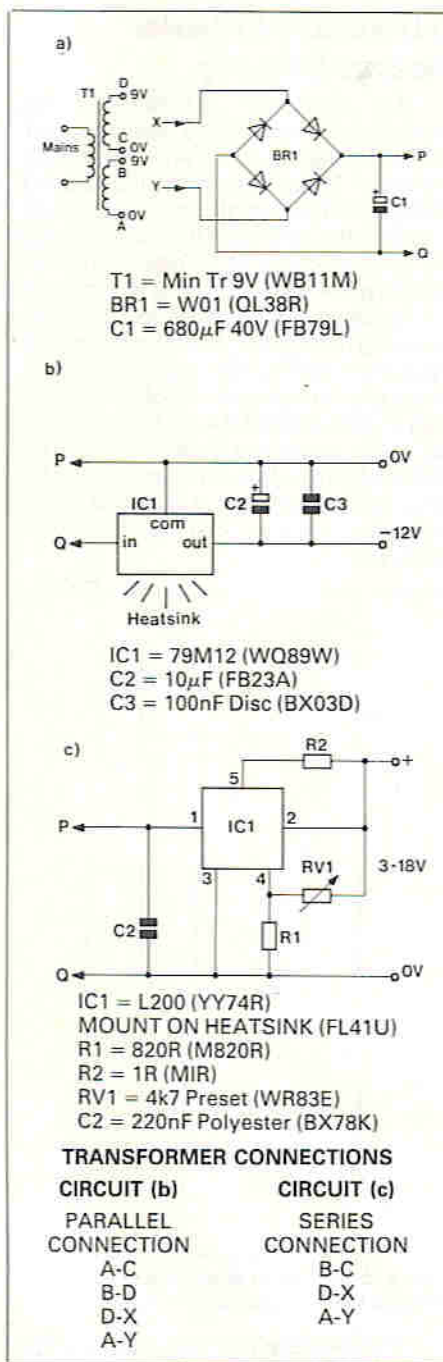 a)
D
T1
9V
Mains
C
0V
9V
B
0V
A
X
Y
BR1
P
+
C1
Q
T1 = Min Tr 9V (WB11M)
BR1 = W01 (QL38R)
C1 = 680μF 40V (FB79L)
b)
P
0V
IC1
com
+
C2
C3
Q
in
out
−12V
Heatsink
IC1 = 79M12 (WQ89W)
C2 = 10μF (FB23A)
C3 = 100nF Disc (BX03D)
c)
R2
+
5
P
1
IC1
2
RV1
3-18V
3
4
C2
R1
Q
0V
IC1 = L200 (YY74R)
MOUNT ON HEATSINK (FL41U)
R1 = 820R (M820R)
R2 = 1R (MIR)
RV1 = 4k7 Preset (WR83E)
C2 = 220nF Polyester (BX78K)
TRANSFORMER CONNECTIONS
CIRCUIT (b)
PARALLEL
CONNECTION
A-C
B-D
D-X
A-Y
CIRCUIT (c)
SERIES
CONNECTION
B-C
D-X
A-Y